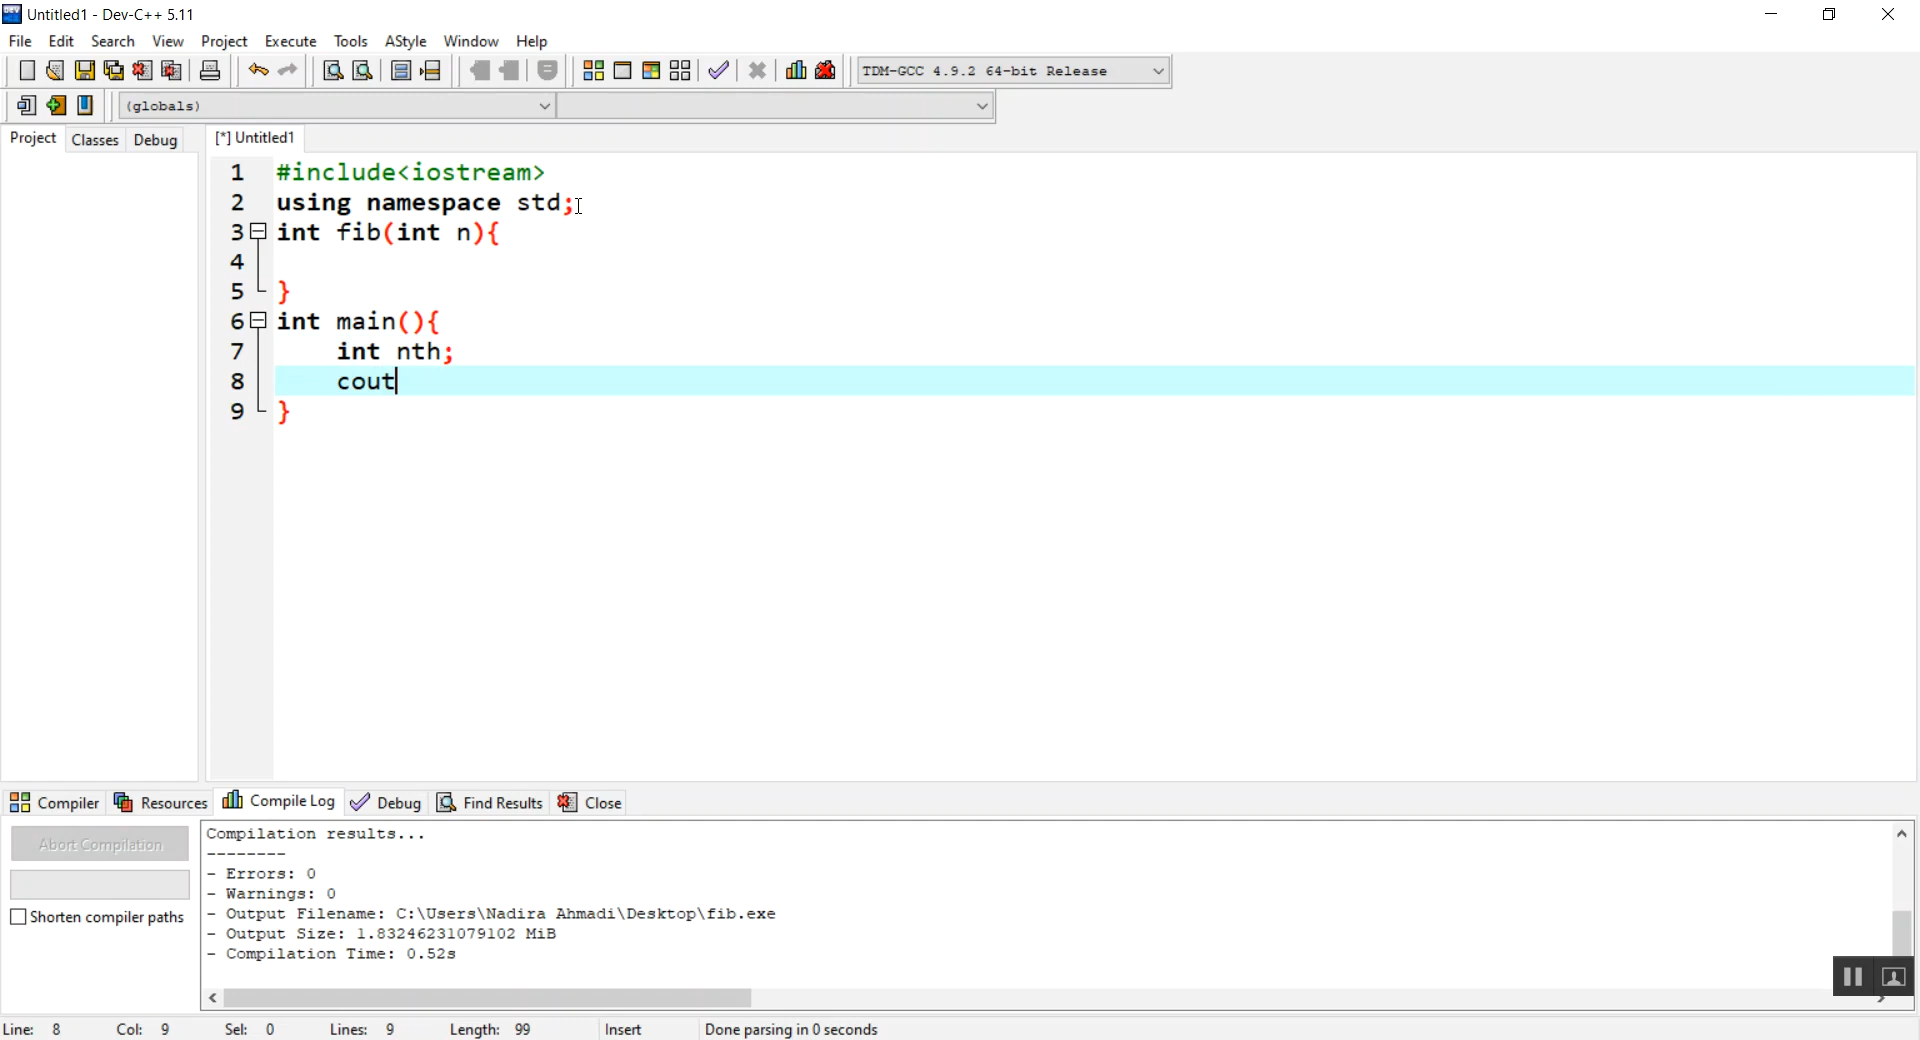 Untitled1 - Dev-C++ 5.11
File Edit Search View Project Execute Tools AStyle Window Help
TDM-GCC 4.9.2 64-bit Release
(globals)
Project Classes Debug [*] Untitled1
1 #include<iostream>
2 using namespace std;
3 int fib(int n){
4
5 }
6 int main(){
7 int nth;
8 cout
9 }
Compiler Resources Compile Log Debug Find Results Close
Abort Compilation
Shorten compiler paths
Compilation results...
--------
- Errors: 0
- Warnings: 0
- Output Filename: C:\Users\Nadira Ahmadi\Desktop\fib.exe
- Output Size: 1.83246231079102 MiB
- Compilation Time: 0.52s
Line: 8 Col: 9 Sel: 0 Lines: 9 Length: 99 Insert Done parsing in 0 seconds